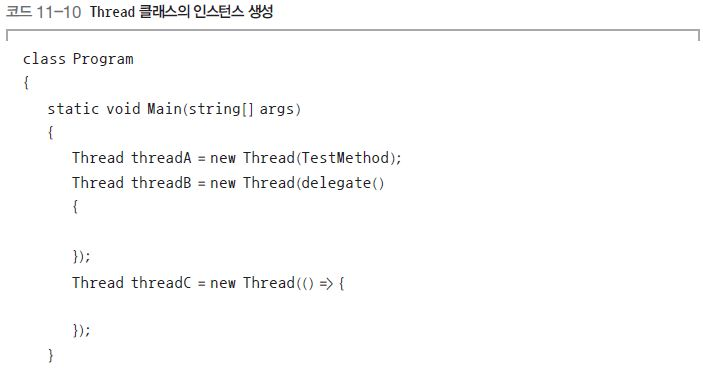 코드 11-10 Thread 클래스의 인스턴스 생성
class Program
{
static void Main(string[] args)
{
Thread threadA = new Thread(TestMethod);
Thread threadB = new Thread(delegate()
{
});
Thread threadC = new Thread(() => {
});
}